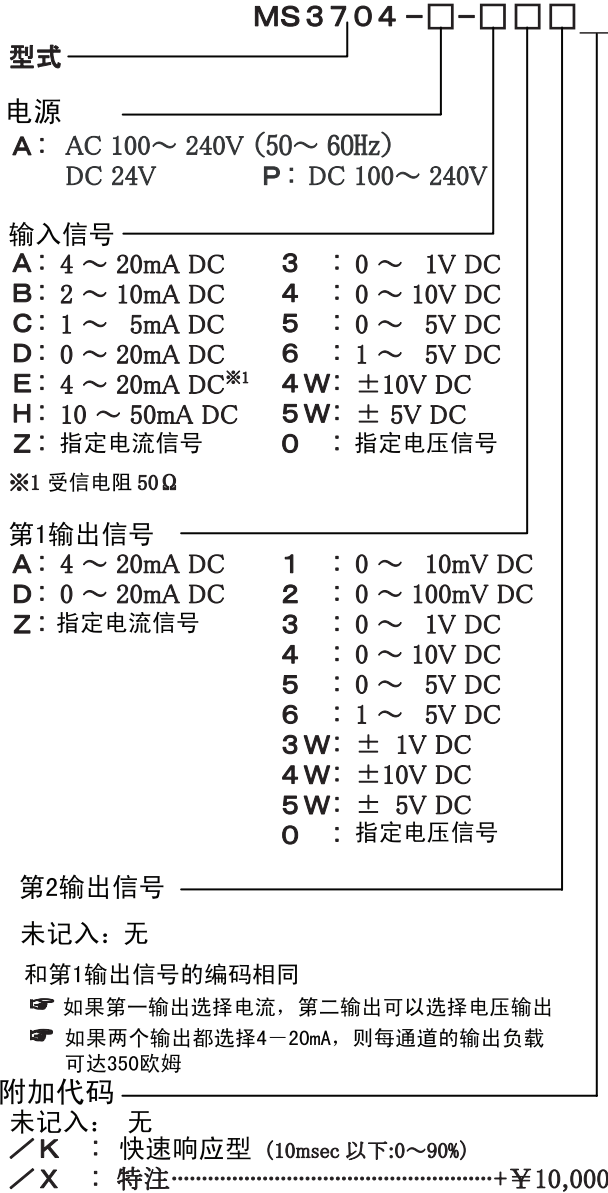 MS3704-□-□□□
型式
电源
A： AC 100～ 240V（50～ 60Hz）
DC 24V P： DC 100～ 240V
输入信号
A： 4 ～ 20mA DC 3 ： 0 ～ 1V DC
B： 2 ～ 10mA DC 4 ： 0 ～ 10V DC
C： 1 ～ 5mA DC 5 ： 0 ～ 5V DC
D： 0 ～ 20mA DC 6 ： 1 ～ 5V DC
E： 4 ～ 20mA DC※1 4W： ±10V DC
H： 10 ～ 50mA DC 5W： ± 5V DC
Z： 指定电流信号 0 ： 指定电压信号
※1 受信电阻 50Ω
第1输出信号
A： 4 ～ 20mA DC 1 ： 0 ～ 10mV DC
D： 0 ～ 20mA DC 2 ： 0 ～ 100mV DC
Z： 指定电流信号 3 ： 0 ～ 1V DC
4 ： 0 ～ 10V DC
5 ： 0 ～ 5V DC
6 ： 1 ～ 5V DC
3W： ± 1V DC
4W： ±10V DC
5W： ± 5V DC
0 ： 指定电压信号
第2输出信号
未记入：无
和第1输出信号的编码相同
☞ 如果第一输出选择电流，第二输出可以选择电压输出
☞ 如果两个输出都选择4－20mA，则每通道的输出负载
可达350欧姆
附加代码
未记入： 无
／K ： 快速响应型 (10msec 以下:0～90%)
／X ： 特注………………………………………+￥10,000